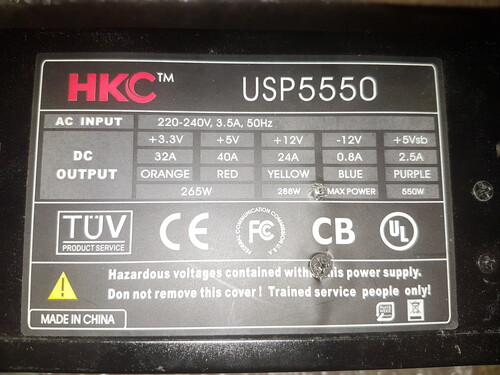 HKC™ USP5550
AC INPUT 220-240V, 3.5A, 50Hz
DC OUTPUT
+3.3V +5V +12V -12V +5Vsb
32A 40A 24A 0.8A 2.5A
ORANGE RED YELLOW BLUE PURPLE
265W 288W MAX POWER 550W
TÜV
PRODUCT SERVICE
CE
FEDERAL COMMUNICATION COMMISSION U.S.A
FC
CB
UL
Hazardous voltages contained this power supply.
Don not remove this cover ! Trained service people only!
MADE IN CHINA